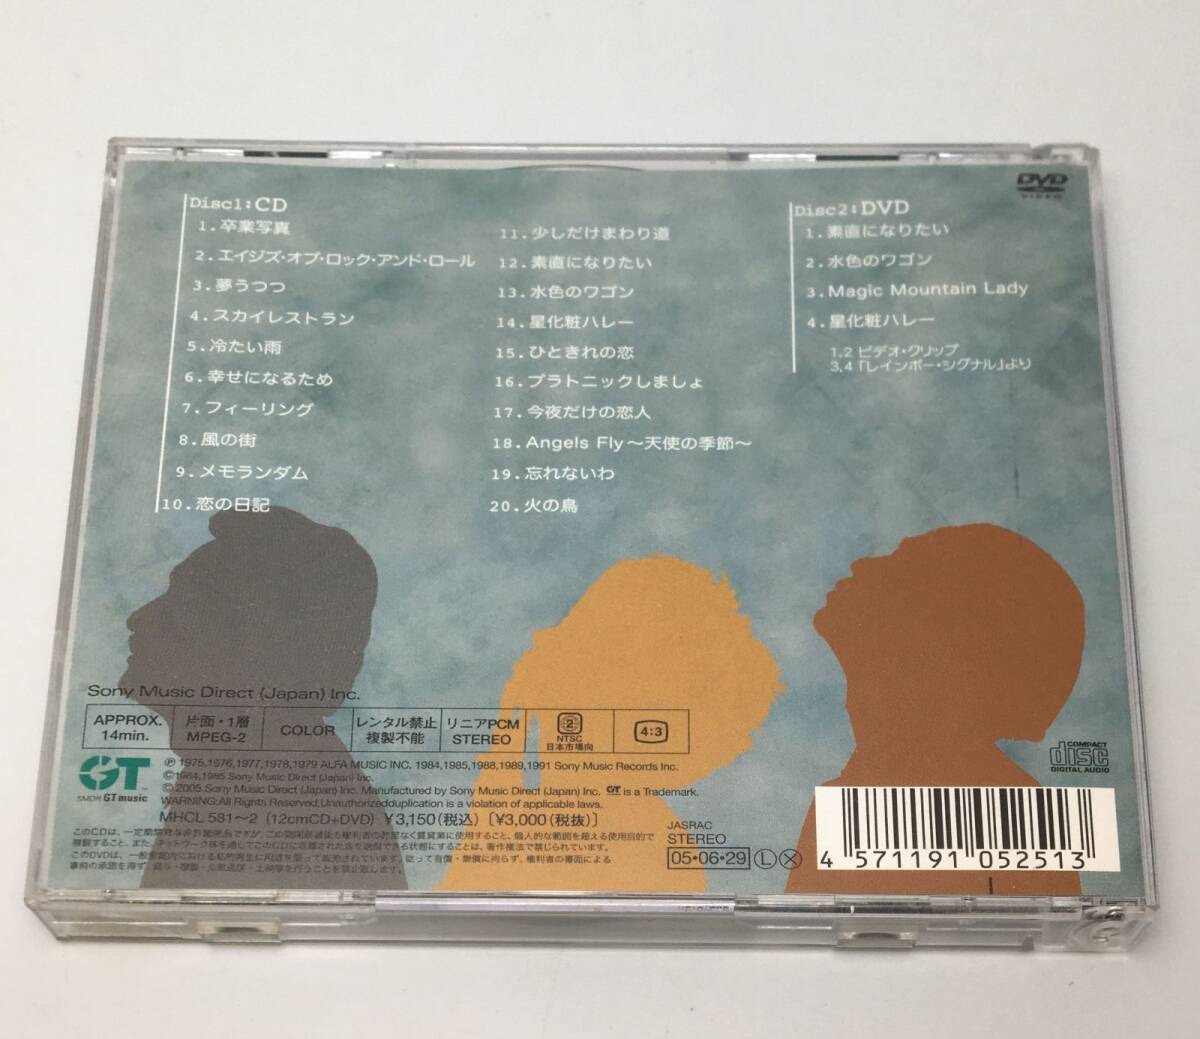 Disc1:CD
1.卒業写真
2.エイジズ・オブ・ロック・アンド・ロール
3.夢うつつ
4.スカイレストラン
5.冷たい雨
6.幸せになるため
7.フィーリング
8.風の街
9.メモランダム
10.恋の日記
11.少しだけまわり道
12.素直になりたい
13.水色のワゴン
14.星化粧ハレー
15.ひときれの恋
16.プラトニックしましょ
17.今夜だけの恋人
18.Angels Fly〜天使の季節〜
19.忘れないわ
20.火の鳥
DVD
VIDEO
Disc2:DVD
1.素直になりたい
2.水色のワゴン
3.Magic Mountain Lady
4.星化粧ハレー
1,2 ビデオ・クリップ
3,4「レインボー・シグナル」より
Sony Music Direct (Japan) Inc.
APPROX. 14min.
片面・1層 MPEG-2
COLOR
レンタル禁止 複製不能
リニアPCM STEREO
2 NTSC 日本市場向
4:3
GT
SMDR GT music
℗1975,1976,1977,1978,1979 ALFA MUSIC INC. 1984,1985,1988,1989,1991 Sony Music Records Inc.
©1984,1985 Sony Music Direct (Japan) Inc.
©2005 Sony Music Direct (Japan) Inc. Manufactured by Sony Music Direct (Japan) Inc. GT is a Trademark.
WARNING:All Rights Reserved.Unauthorizedduplication is a violation of applicable laws.
MHCL 581〜2 (12cmCD+DVD) ¥3,150(税込) [¥3,000(税抜)]
JASRAC
STEREO
05・06・29 L X
COMPACT
disc
DIGITAL AUDIO
4 571191 052513